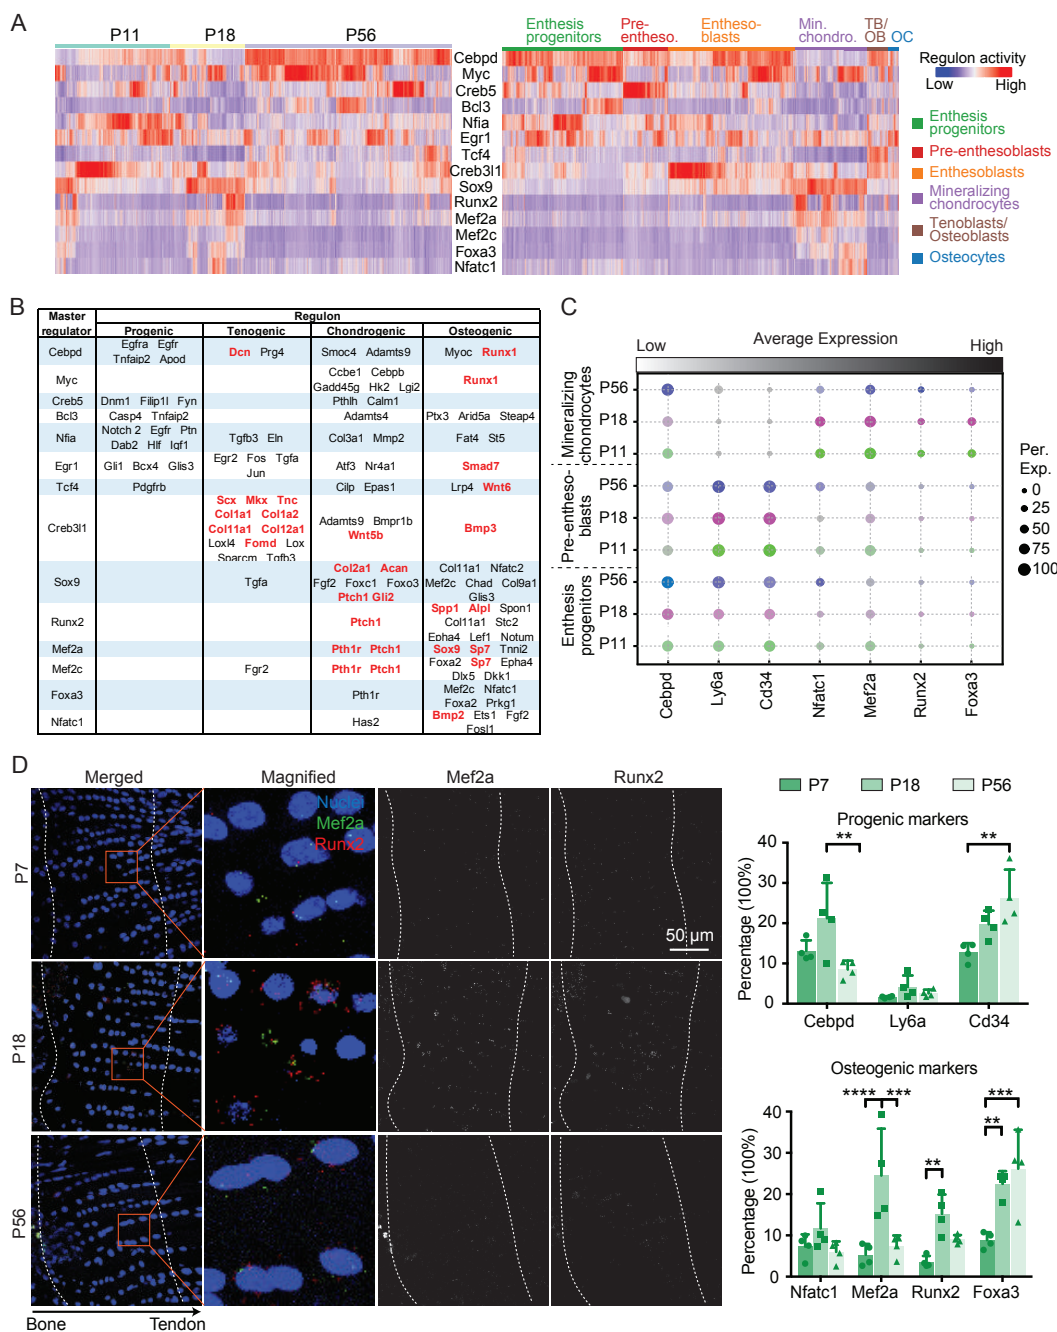 A
P11
P18
P56
Enthesis
progenitors
Pre-
entheso.
Entheso-
blasts
Min.
chondro.
TB/
OB
OC
Cebpd
Myc
Creb5
Bcl3
Nfia
Egr1
Tcf4
Creb3l1
Sox9
Runx2
Mef2a
Mef2c
Foxa3
Nfatc1
Regulon activity
Low
High
Enthesis
progenitors
Pre-enthesoblasts
Enthesoblasts
Mineralizing
chondrocytes
Tenoblasts/
Osteoblasts
Osteocytes
B
Master
regulator
Regulon
Progenic Tenogenic Chondrogenic Osteogenic
Cebpd
Egfra Egfr
Tnfaip2 Apod
Dcn Prg4
Smoc4 Adamts9
Myoc Runx1
Myc
Ccbe1 Cebpb
Gadd45g Hk2 Lgi2
Runx1
Creb5
Dnm1 Filip1l Fyn
Pthlh Calm1
Bcl3
Casp4 Tnfaip2
Adamts4
Ptx3 Arid5a Steap4
Nfia
Notch 2 Egfr Ptn
Dab2 Hlf Igf1
Tgfb3 Eln
Col3a1 Mmp2
Fat4 St5
Egr1
Gli1 Bcx4 Glis3
Egr2 Fos Tgfa
Jun
Atf3 Nr4a1
Smad7
Tcf4
Pdgfrb
Cilp Epas1
Lrp4 Wnt6
Creb3l1
Scx Mkx Tnc
Col1a1 Col1a2
Col11a1 Col12a1
Loxl4 Fomd Lox
Sparcm Tgfb3
Adamts9 Bmpr1b
Wnt5b
Bmp3
Sox9
Tgfa
Col2a1 Acan
Fgf2 Foxc1 Foxo3
Ptch1 Gli2
Col11a1 Nfatc2
Mef2c Chad Col9a1
Glis3
Runx2
Ptch1
Spp1 Alpl Spon1
Col11a1 Stc2
Epha4 Lef1 Notum
Mef2a
Pth1r Ptch1
Sox9 Sp7 Tnni2
Mef2c
Fgr2
Pth1r Ptch1
Foxa2 Sp7 Epha4
Dlx5 Dkk1
Foxa3
Pth1r
Mef2c Nfatc1
Foxa2 Prkg1
Nfatc1
Has2
Bmp2 Ets1 Fgf2
Fosl1
C
Average Expression
Low
High
Mineralizing
chondrocytes
P56
P18
P11
Pre-entheso-
blasts
P56
P18
P11
Enthesis
progenitors
P56
P18
P11
Cebpd
Ly6a
Cd34
Nfatc1
Mef2a
Runx2
Foxa3
Per.
Exp.
0
25
50
75
100
D
Merged
Magnified
Mef2a
Runx2
Nuclei
Mef2a
Runx2
P7
50 µm
P18
P56
Bone
Tendon
P7
P18
P56
Progenic markers
**
**
Percentage (100%)
40
30
20
10
0
Cebpd
Ly6a
Cd34
Osteogenic markers
****
***
**
***
**
Percentage (100%)
40
30
20
10
0
Nfatc1
Mef2a
Runx2
Foxa3